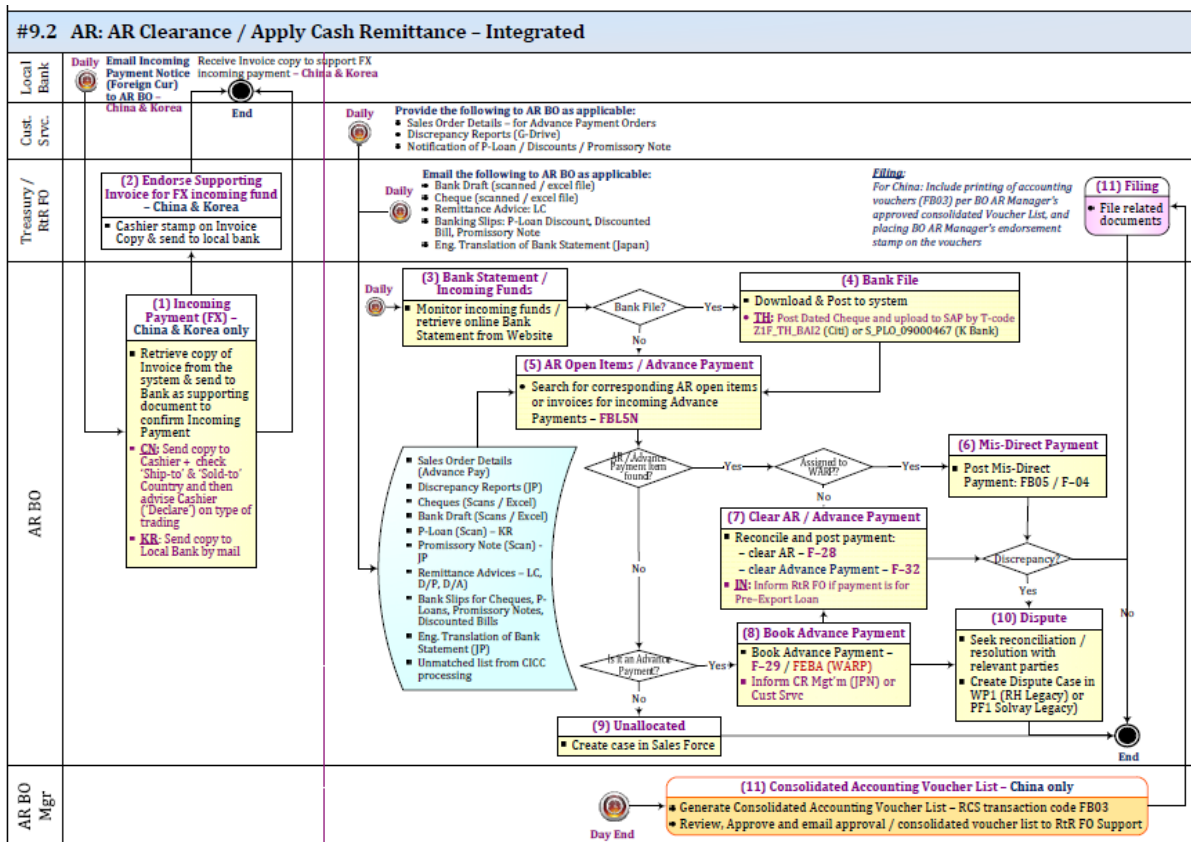 #9.2 AR: AR Clearance / Apply Cash Remittance – Integrated
Local
Bank
Daily
Email Incoming
Payment Notice
(Foreign Cur)
to AR BO –
China & Korea
Receive Invoice copy to support FX
incoming payment – China & Korea
End
Cust.
Srvc.
Daily
Provide the following to AR BO as applicable:
Sales Order Details – for Advance Payment Orders
Discrepancy Reports (G-Drive)
Notification of P-Loan / Discounts / Promissory Note
Treasury /
RtR FO
(2) Endorse Supporting
Invoice for FX incoming fund
– China & Korea
Cashier stamp on Invoice
Copy & send to local bank
Daily
Email the following to AR BO as applicable:
Bank Draft (scanned / excel file)
Cheque (scanned / excel file)
Remittance Advice: LC
Banking Slips: P-Loan Discount, Discounted
Bill, Promissory Note
Eng. Translation of Bank Statement (Japan)
Filing:
For China: Include printing of accounting
vouchers (FB03) per BO AR Manager's
approved consolidated Voucher List, and
placing BO AR Manager's endorsement
stamp on the vouchers
(11) Filing
File related
documents
AR BO
(1) Incoming
Payment (FX) –
China & Korea only
Retrieve copy of
Invoice from the
system & send to
Bank as supporting
document to
confirm Incoming
Payment
CN: Send copy to
Cashier + check
'Ship-to' & 'Sold-to'
Country and then
advise Cashier
('Declare') on type of
trading
KR: Send copy to
Local Bank by mail
Daily
(3) Bank Statement /
Incoming Funds
Monitor incoming funds /
retrieve online Bank
Statement from Website
Bank File?
Yes
No
(4) Bank File
Download & Post to system
TH: Post Dated Cheque and upload to SAP by T-code
Z1F_TH_BAI2 (Citi) or S_PLO_09000467 (K Bank)
(5) AR Open Items / Advance Payment
Search for corresponding AR open items
or invoices for incoming Advance
Payments – FBL5N
Sales Order Details
(Advance Pay)
Discrepancy Reports (JP)
Cheques (Scans / Excel)
Bank Draft (Scans / Excel)
P-Loan (Scan) – KR
Promissory Note (Scan) -
JP
Remittance Advices – LC,
D/P, D/A)
Bank Slips for Cheques, P-
Loans, Promissory Notes,
Discounted Bills
Eng. Translation of Bank
Statement (JP)
Unmatched list from CICC
processing
AR / Advance
Payment item
found?
Yes
No
Assigned to
WARP?
Yes
No
(6) Mis-Direct Payment
Post Mis-Direct
Payment: FB05 / F-04
(7) Clear AR / Advance Payment
Reconcile and post payment:
– clear AR – F-28
– clear Advance Payment – F-32
IN: Inform RtR FO if payment is for
Pre-Export Loan
Discrepancy?
Yes
No
Is it an Advance
Payment?
Yes
No
(8) Book Advance Payment
Book Advance Payment –
F-29 / FEBA (WARP)
Inform CR Mgt'm (JPN) or
Cust Srvc
(10) Dispute
Seek reconciliation /
resolution with
relevant parties
Create Dispute Case in
WP1 (RH Legacy) or
PF1 Solvay Legacy)
(9) Unallocated
Create case in Sales Force
End
AR BO
Mgr
Day End
(11) Consolidated Accounting Voucher List – China only
Generate Consolidated Accounting Voucher List – RCS transaction code FB03
Review, Approve and email approval / consolidated voucher list to RtR FO Support